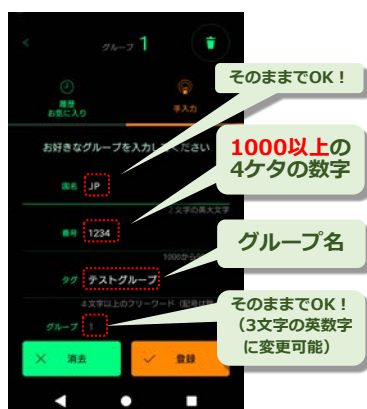 グループ 1
履歴
お気に入り
手入力
そのままでOK！
お好きなグループを入力してください
国名 JP
2文字の英大文字
1000以上の
4ケタの数字
番号 1234
1000から
グループ名
タグ テストグループ
4文字以上のフリーワード（記号は
そのままでOK！
（3文字の英数字
に変更可能）
グループ 1
消去
登録